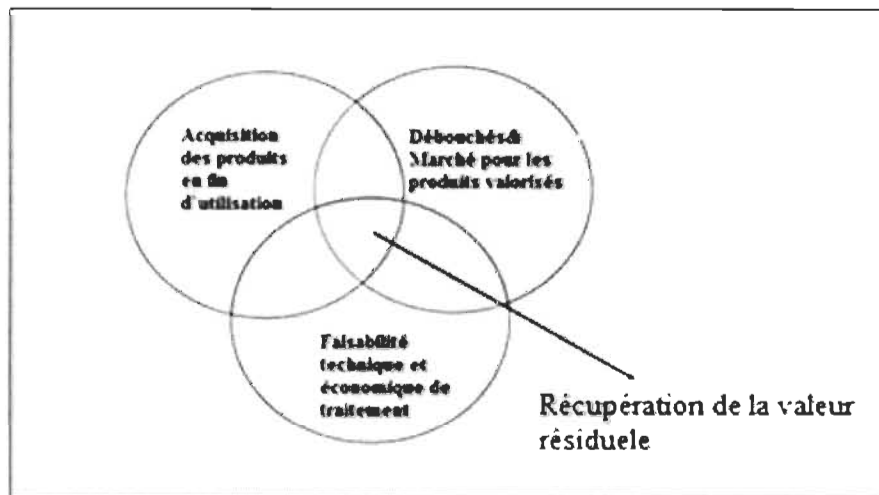 Acquisition
des produits
en fin
d'utilisation
Débouchés&
Marché pour les
produits valorisés
Faisabilité
technique et
économique de
traitement
Récupération de la valeur
résiduele